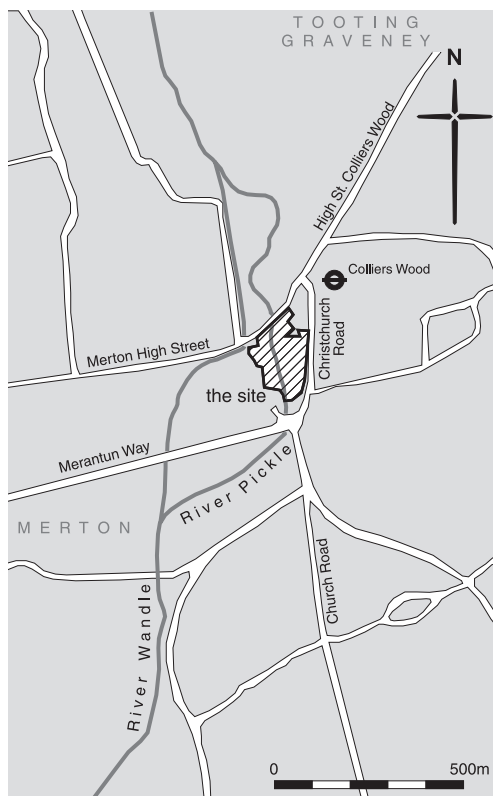 TOOTING
GRAVENEY
N
High St. Colliers Wood
Colliers Wood
Christchurch
Road
Merton High Street
the site
Merantun Way
River Pickle
MERTON
Church Road
River Wandle
0
500m